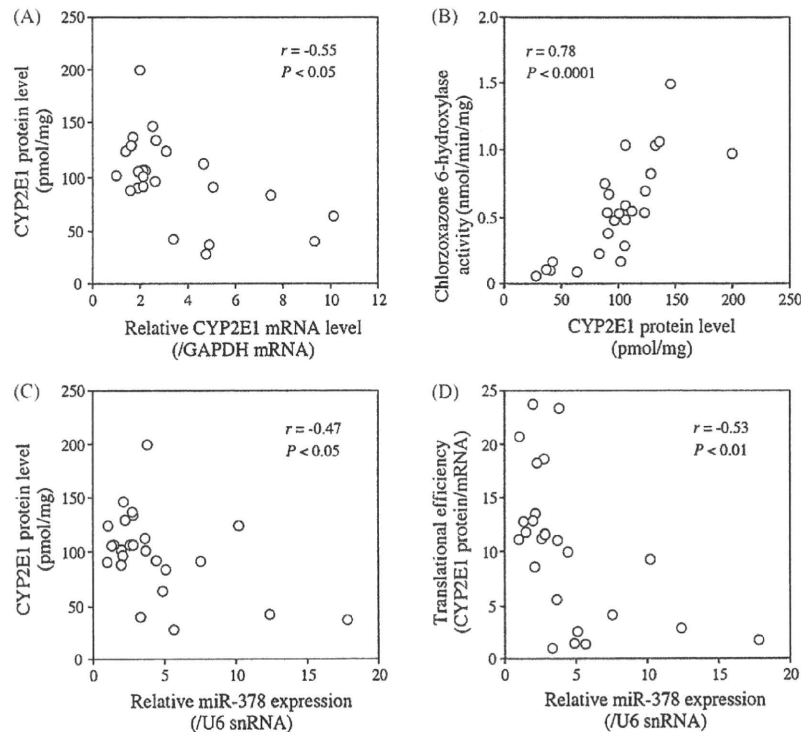 (A)
r = -0.55
P < 0.05
CYP2E1 protein level
(pmol/mg)
250
200
150
100
50
0
0 2 4 6 8 10 12
Relative CYP2E1 mRNA level
(/GAPDH mRNA)
(B)
r = 0.78
P < 0.0001
Chlorzoxazone 6-hydroxylase
activity (nmol/min/mg)
2.0
1.5
1.0
0.5
0
0 50 100 150 200 250
CYP2E1 protein level
(pmol/mg)
(C)
r = -0.47
P < 0.05
CYP2E1 protein level
(pmol/mg)
250
200
150
100
50
0
0 5 10 15 20
Relative miR-378 expression
(/U6 snRNA)
(D)
r = -0.53
P < 0.01
Translational efficiency
(CYP2E1 protein/mRNA)
25
20
15
10
5
0
0 5 10 15 20
Relative miR-378 expression
(/U6 snRNA)